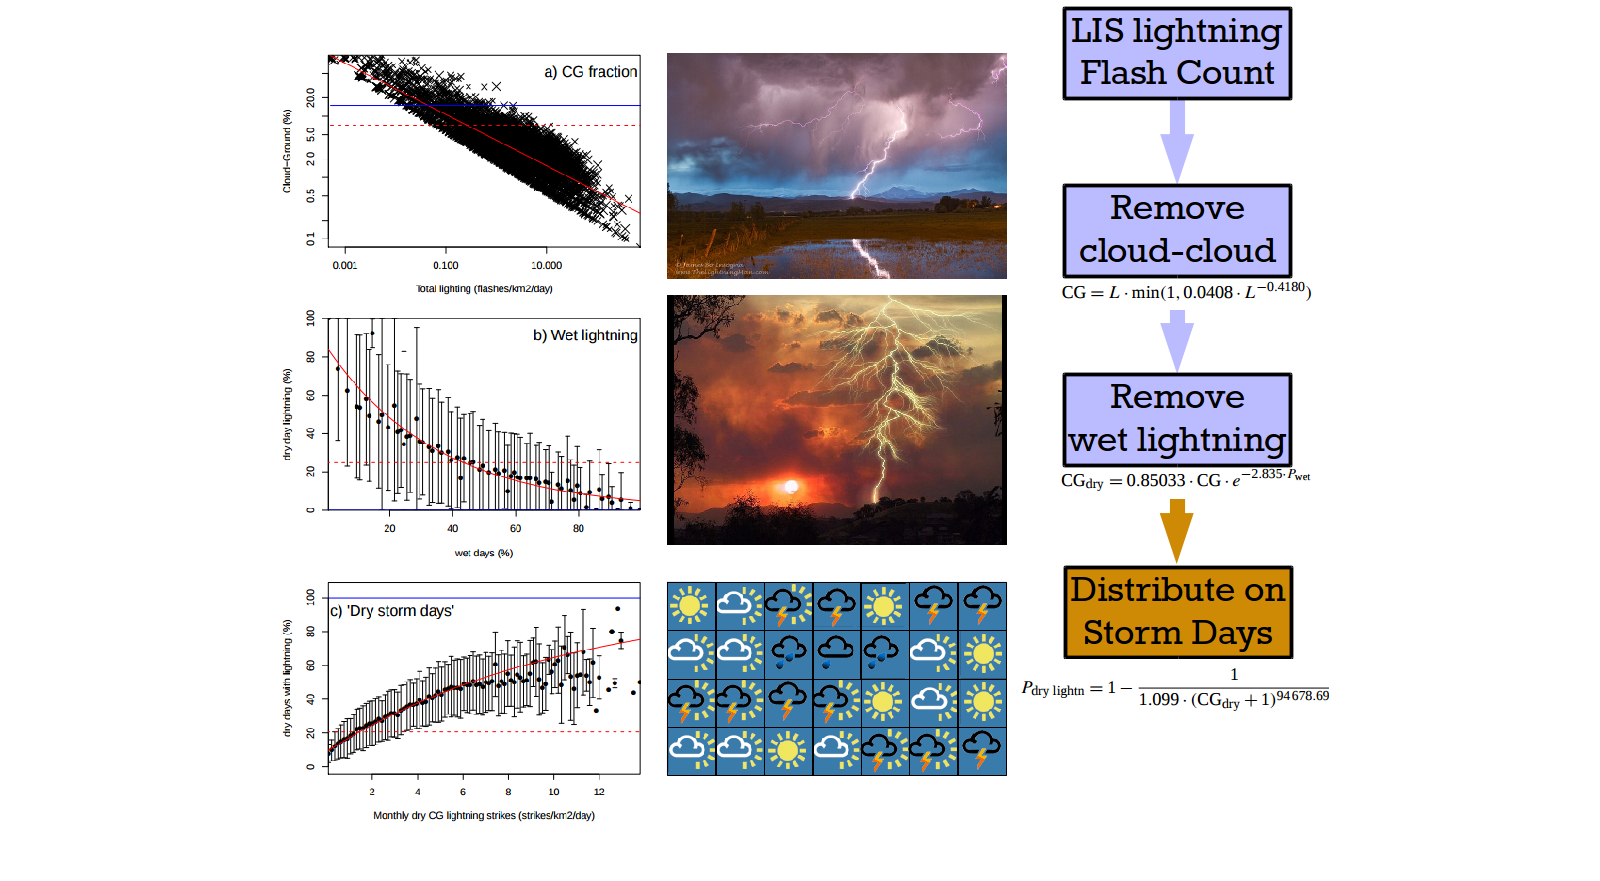 a) CG fraction
Cloud−Ground (%)
20.0
5.0
2.0
0.5
0.1
0.001
0.100
10.000
Total lighting (flashes/km2/day)
b) Wet lightning
dry day lightning (%)
100
80
60
40
20
0
20
40
60
80
wet days (%)
c) 'Dry storm days'
dry days with lightning (%)
100
80
60
40
20
0
2
4
6
8
10
12
Monthly dry CG lightning strikes (strikes/km2/day)
www.TheLightningMan.com
LIS lightning
Flash Count
Remove
cloud-cloud
CG = L · min(1, 0.0408 · L^−0.4180)
Remove
wet lightning
CGdry = 0.85033 · CG · e^−2.835·Pwet
Distribute on
Storm Days
Pdry lightn = 1 − 1 / 1.099 · (CGdry + 1)^94678.69